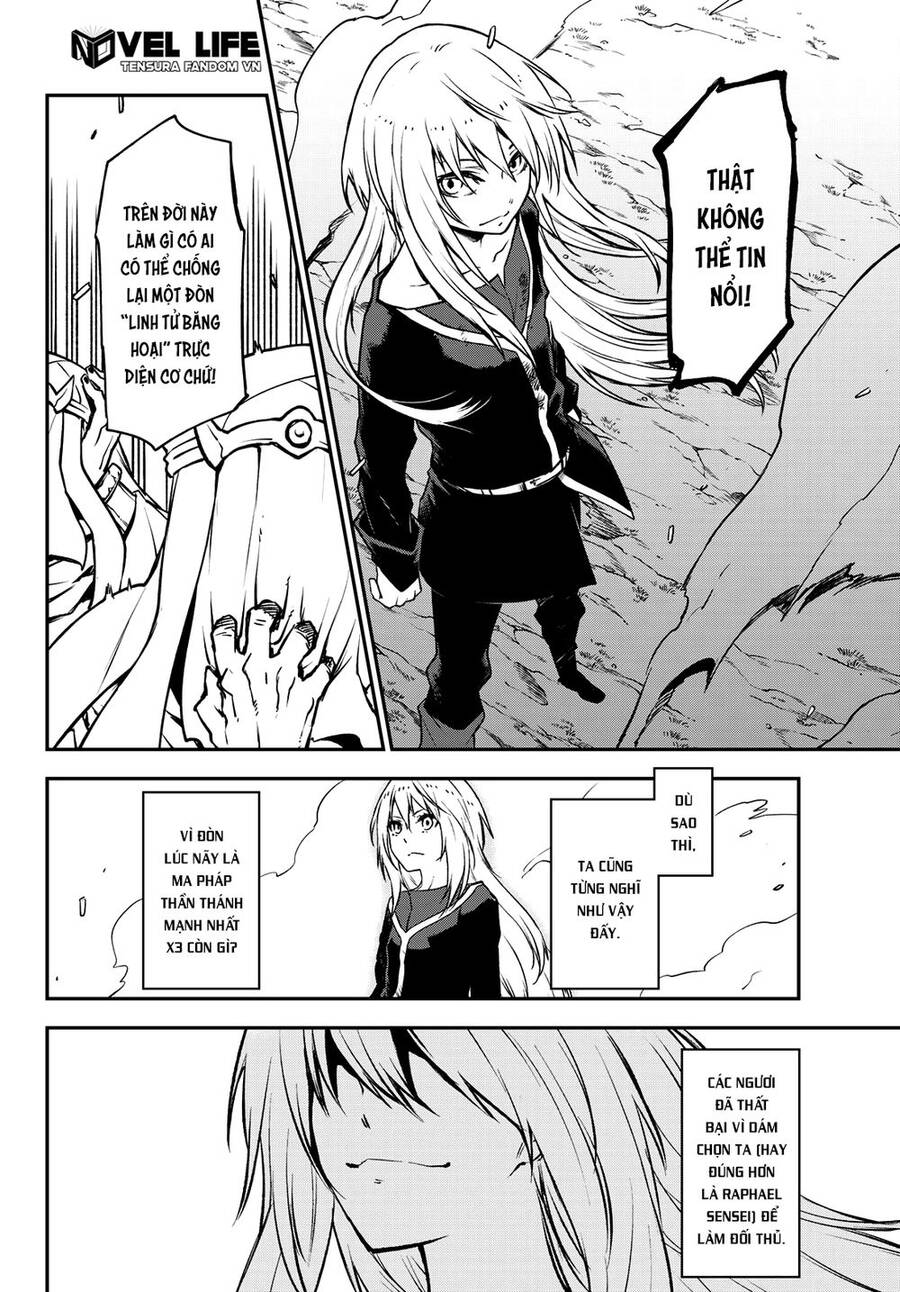 NOVEL LIFE
TENSURA FANDOM VN
THẬT
KHÔNG
THỂ TIN
NỔI!
TRÊN ĐỜI NÀY
LÀM GÌ CÓ AI
CÓ THỂ CHỐNG
LẠI MỘT ĐÒN
“LINH TỬ BĂNG
HOẠI” TRỰC
DIỆN CƠ CHỨ!
DÙ
SAO
THÌ,
TA CŨNG
TỪNG NGHĨ
NHƯ VẬY
ĐẤY.
VÌ ĐÒN
LÚC NÃY LÀ
MA PHÁP
THẦN THÁNH
MẠNH NHẤT
X3 CÒN GÌ?
CÁC NGƯƠI
ĐÃ THẤT
BẠI VÌ DÁM
CHỌN TA (HAY
ĐÚNG HƠN
LÀ RAPHAEL
SENSEI) ĐỂ
LÀM ĐỐI THỦ.